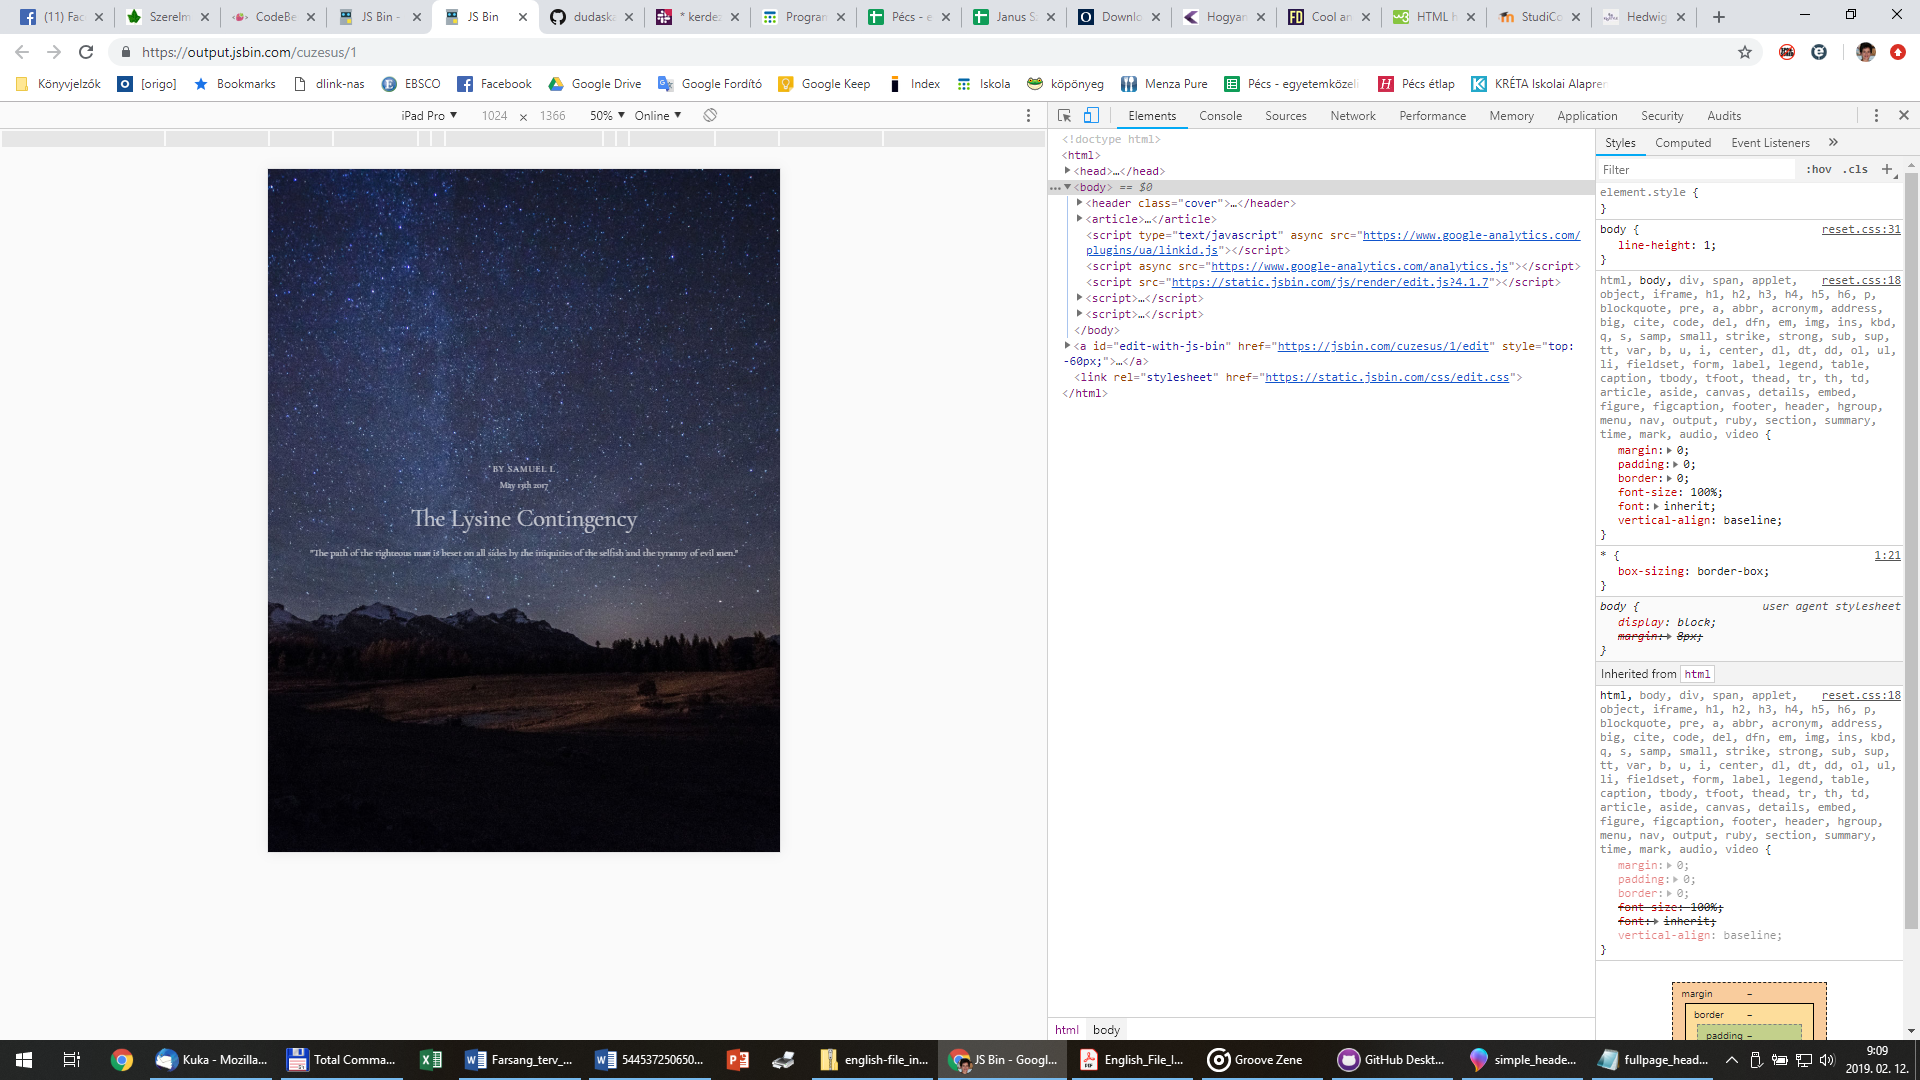 (11) Fac
Szerelm
CodeBe
JS Bin -
JS Bin
dudaska
* kerdez
Program
Pécs - e
Janus S
Downlo
Hogyan
Cool an
HTML h
StudiCo
Hedwig
https://output.jsbin.com/cuzesus/1
Könyvjelzők
[origo]
Bookmarks
dlink-nas
EBSCO
Facebook
Google Drive
Google Fordító
Google Keep
Index
Iskola
köpönyeg
Menza Pure
Pécs - egyetemközeli
Pécs étlap
KRÉTA Iskolai Alaprer
iPad Pro ▼ 1024 × 1366 50% ▼ Online ▼
Elements Console Sources Network Performance Memory Application Security Audits
BY SAMUEL L
May 13th 2017
The Lysine Contingency
"The path of the righteous man is beset on all sides by the iniquities of the selfish and the tyranny of evil men."
<!doctype html>
<html>
<head>…</head>
<body> == $0
<header class="cover">…</header>
<article>…</article>
<script type="text/javascript" async src="https://www.google-analytics.com/
plugins/ua/linkid.js"></script>
<script async src="https://www.google-analytics.com/analytics.js"></script>
<script src="https://static.jsbin.com/js/render/edit.js?4.1.7"></script>
<script>…</script>
<script>…</script>
</body>
<a id="edit-with-js-bin" href="https://jsbin.com/cuzesus/1/edit" style="top:
-60px;">…</a>
<link rel="stylesheet" href="https://static.jsbin.com/css/edit.css">
</html>
html body
Styles Computed Event Listeners »
Filter :hov .cls +
element.style {
}
body { reset.css:31
line-height: 1;
}
html, body, div, span, applet, reset.css:18
object, iframe, h1, h2, h3, h4, h5, h6, p,
blockquote, pre, a, abbr, acronym, address,
big, cite, code, del, dfn, em, img, ins, kbd,
q, s, samp, small, strike, strong, sub, sup,
tt, var, b, u, i, center, dl, dt, dd, ol, ul,
li, fieldset, form, label, legend, table,
caption, tbody, tfoot, thead, tr, th, td,
article, aside, canvas, details, embed,
figure, figcaption, footer, header, hgroup,
menu, nav, output, ruby, section, summary,
time, mark, audio, video {
margin: 0;
padding: 0;
border: 0;
font-size: 100%;
font: inherit;
vertical-align: baseline;
}
* { 1:21
box-sizing: border-box;
}
body { user agent stylesheet
display: block;
margin: 8px;
}
Inherited from html
html, body, div, span, applet, reset.css:18
object, iframe, h1, h2, h3, h4, h5, h6, p,
blockquote, pre, a, abbr, acronym, address,
big, cite, code, del, dfn, em, img, ins, kbd,
q, s, samp, small, strike, strong, sub, sup,
tt, var, b, u, i, center, dl, dt, dd, ol, ul,
li, fieldset, form, label, legend, table,
caption, tbody, tfoot, thead, tr, th, td,
article, aside, canvas, details, embed,
figure, figcaption, footer, header, hgroup,
menu, nav, output, ruby, section, summary,
time, mark, audio, video {
margin: 0;
padding: 0;
border: 0;
font-size: 100%;
font: inherit;
vertical-align: baseline;
}
margin –
border –
padding –
Kuka - Mozilla...
Total Comma...
Farsang_terv_...
544537250650...
english-file_in...
JS Bin - Googl...
English_File_I...
Groove Zene
GitHub Deskt...
simple_heade...
fullpage_head...
9:09
2019. 02. 12.